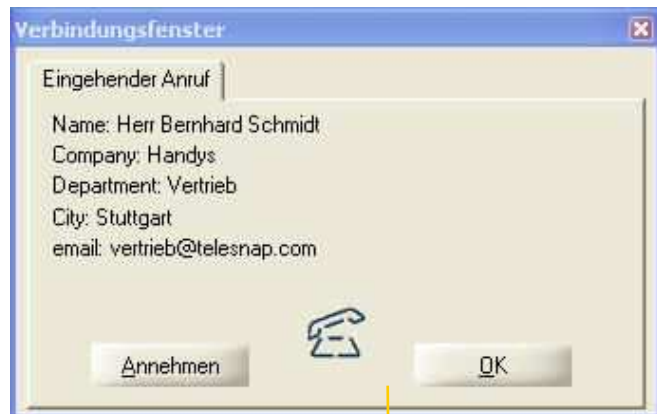 Verbindungsfenster
Eingehender Anruf
Name: Herr Bernhard Schmidt
Company: Handys
Department: Vertrieb
City: Stuttgart
email: vertrieb@telesnap.com
Annehmen OK